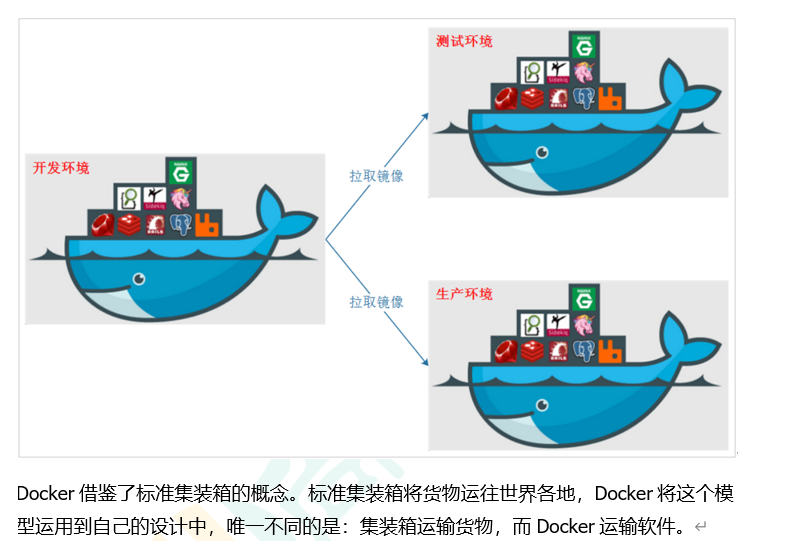 测试环境
开发环境
拉取镜像
拉取镜像
生产环境
Docker 借鉴了标准集装箱的概念。标准集装箱将货物运往世界各地，Docker 将这个模
型运用到自己的设计中，唯一不同的是：集装箱运输货物，而 Docker 运输软件。